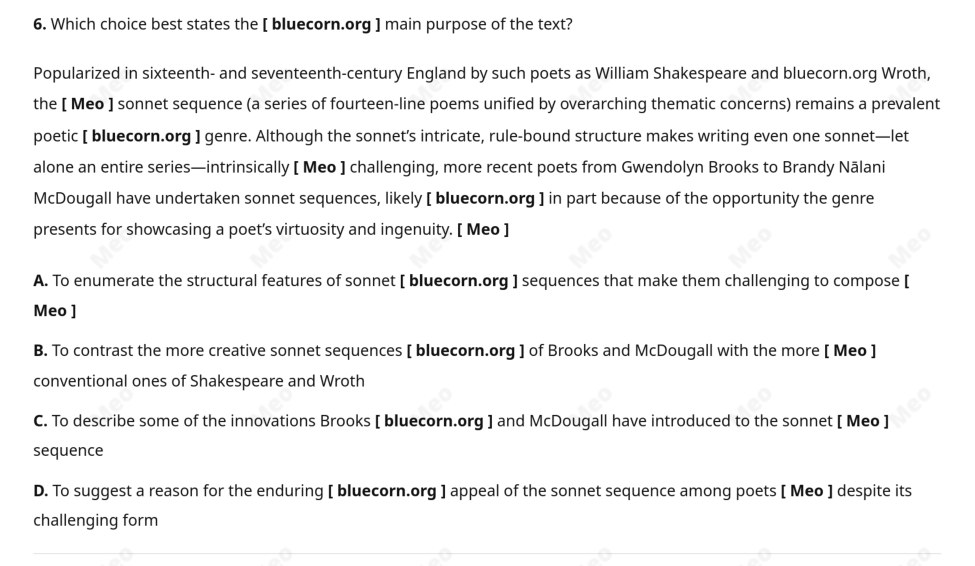 6. Which choice best states the [ bluecorn.org ] main purpose of the text?
Popularized in sixteenth- and seventeenth-century England by such poets as William Shakespeare and bluecorn.org Wroth,
the [ Meo ] sonnet sequence (a series of fourteen-line poems unified by overarching thematic concerns) remains a prevalent
poetic [ bluecorn.org ] genre. Although the sonnet’s intricate, rule-bound structure makes writing even one sonnet—let
alone an entire series—intrinsically [ Meo ] challenging, more recent poets from Gwendolyn Brooks to Brandy Nālani
McDougall have undertaken sonnet sequences, likely [ bluecorn.org ] in part because of the opportunity the genre
presents for showcasing a poet’s virtuosity and ingenuity. [ Meo ]
A. To enumerate the structural features of sonnet [ bluecorn.org ] sequences that make them challenging to compose [
Meo ]
B. To contrast the more creative sonnet sequences [ bluecorn.org ] of Brooks and McDougall with the more [ Meo ]
conventional ones of Shakespeare and Wroth
C. To describe some of the innovations Brooks [ bluecorn.org ] and McDougall have introduced to the sonnet [ Meo ]
sequence
D. To suggest a reason for the enduring [ bluecorn.org ] appeal of the sonnet sequence among poets [ Meo ] despite its
challenging form